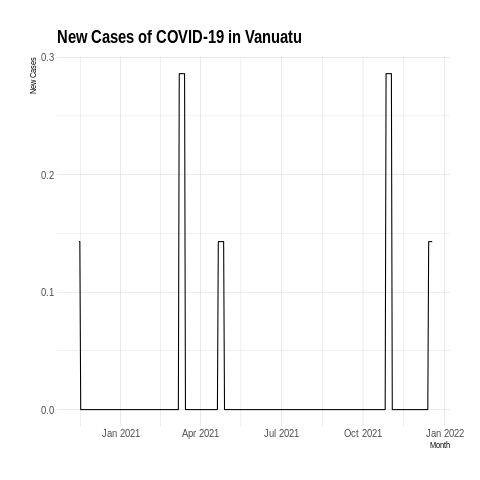 New Cases of COVID-19 in Vanuatu
New Cases
0.3
0.2
0.1
0.0
Jan 2021 Apr 2021 Jul 2021 Oct 2021 Jan 2022
Month